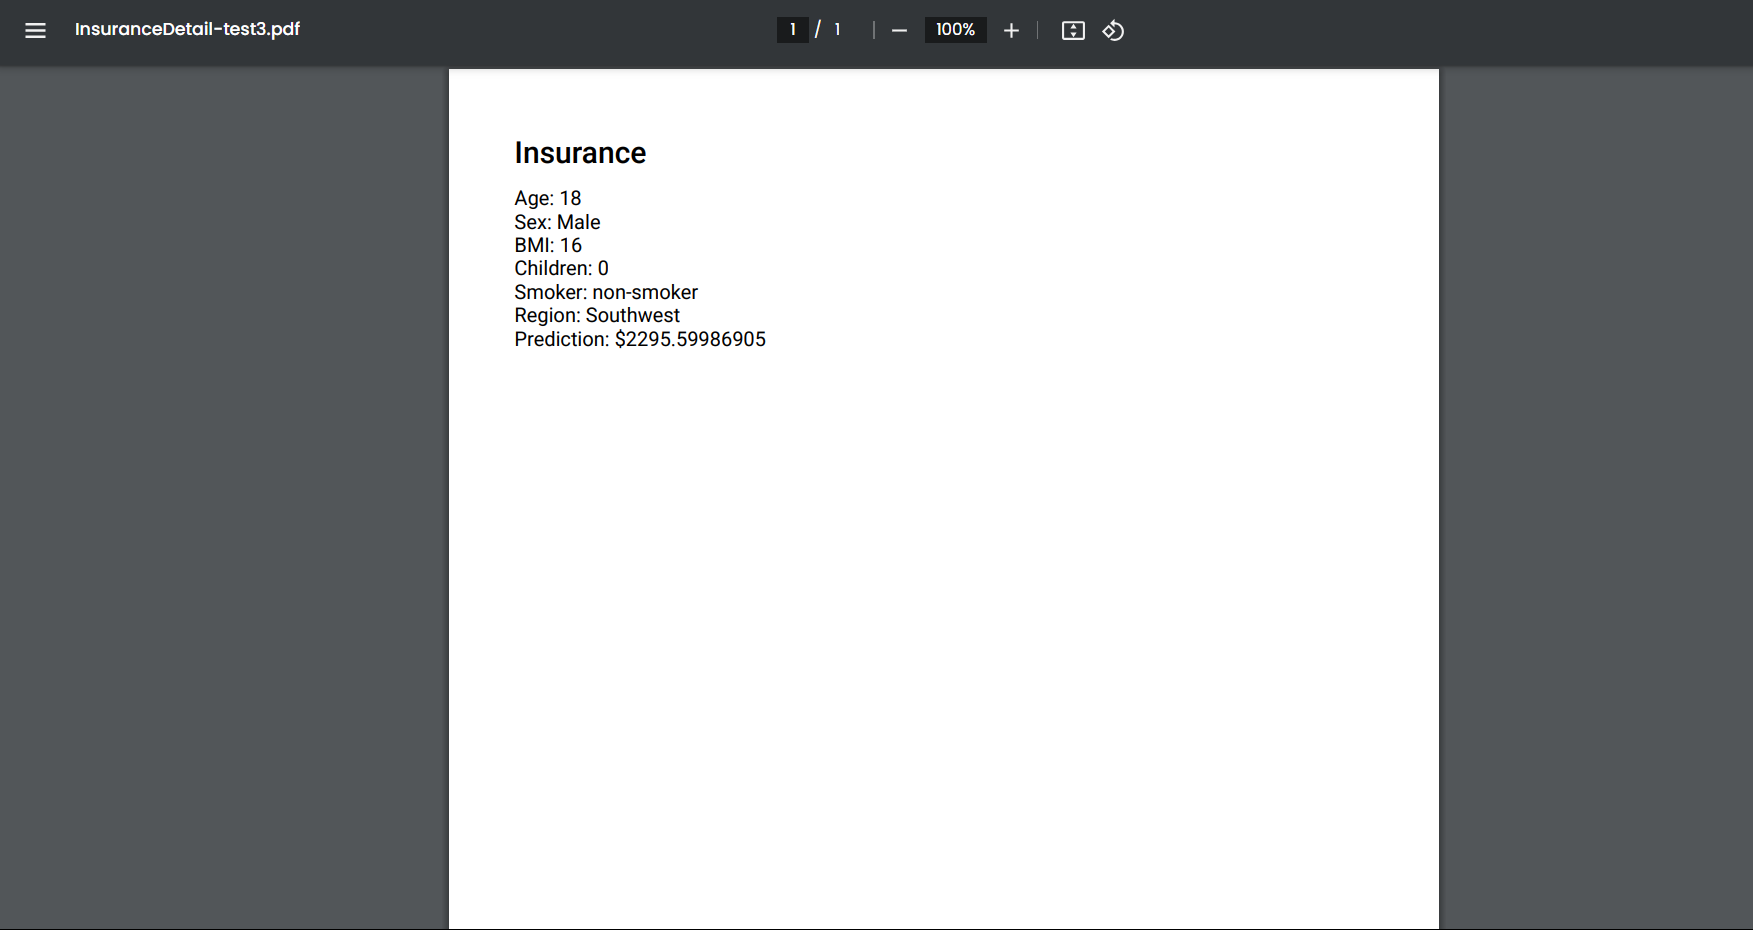 InsuranceDetail-test3.pdf
1 / 1
100%
Insurance
Age: 18
Sex: Male
BMI: 16
Children: 0
Smoker: non-smoker
Region: Southwest
Prediction: $2295.59986905